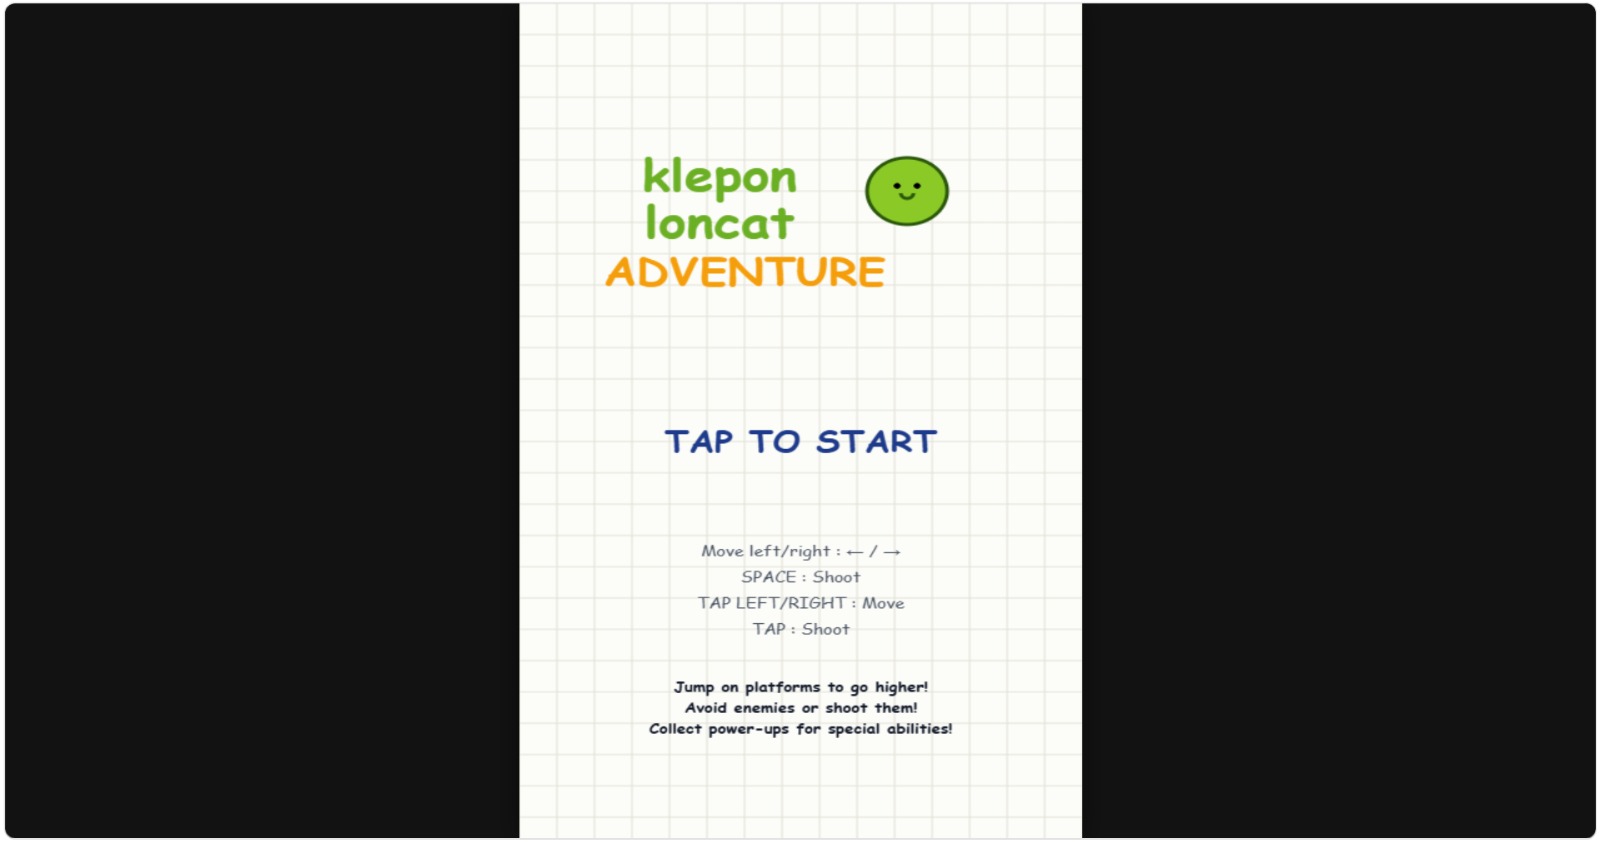 klepon
loncat
ADVENTURE
TAP TO START
Move left/right : ← / →
SPACE : Shoot
TAP LEFT/RIGHT : Move
TAP : Shoot
Jump on platforms to go higher!
Avoid enemies or shoot them!
Collect power-ups for special abilities!